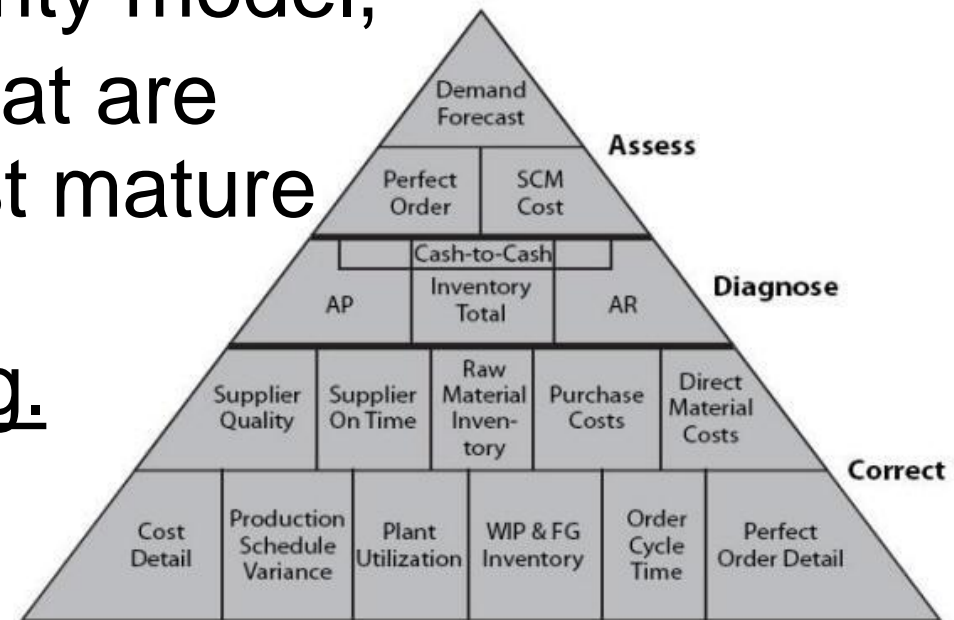 model,
at are
mature
Demand
Forecast
Assess
Perfect
Order
SCM
Cost
Cash-to-Cash
Diagnose
AP
Inventory
Total
AR
Supplier
Quality
Supplier
On Time
Raw
Material
Inven-
tory
Purchase
Costs
Direct
Material
Costs
Correct
Cost
Detail
Production
Schedule
Variance
Plant
Utilization
WIP & FG
Inventory
Order
Cycle
Time
Perfect
Order Detail